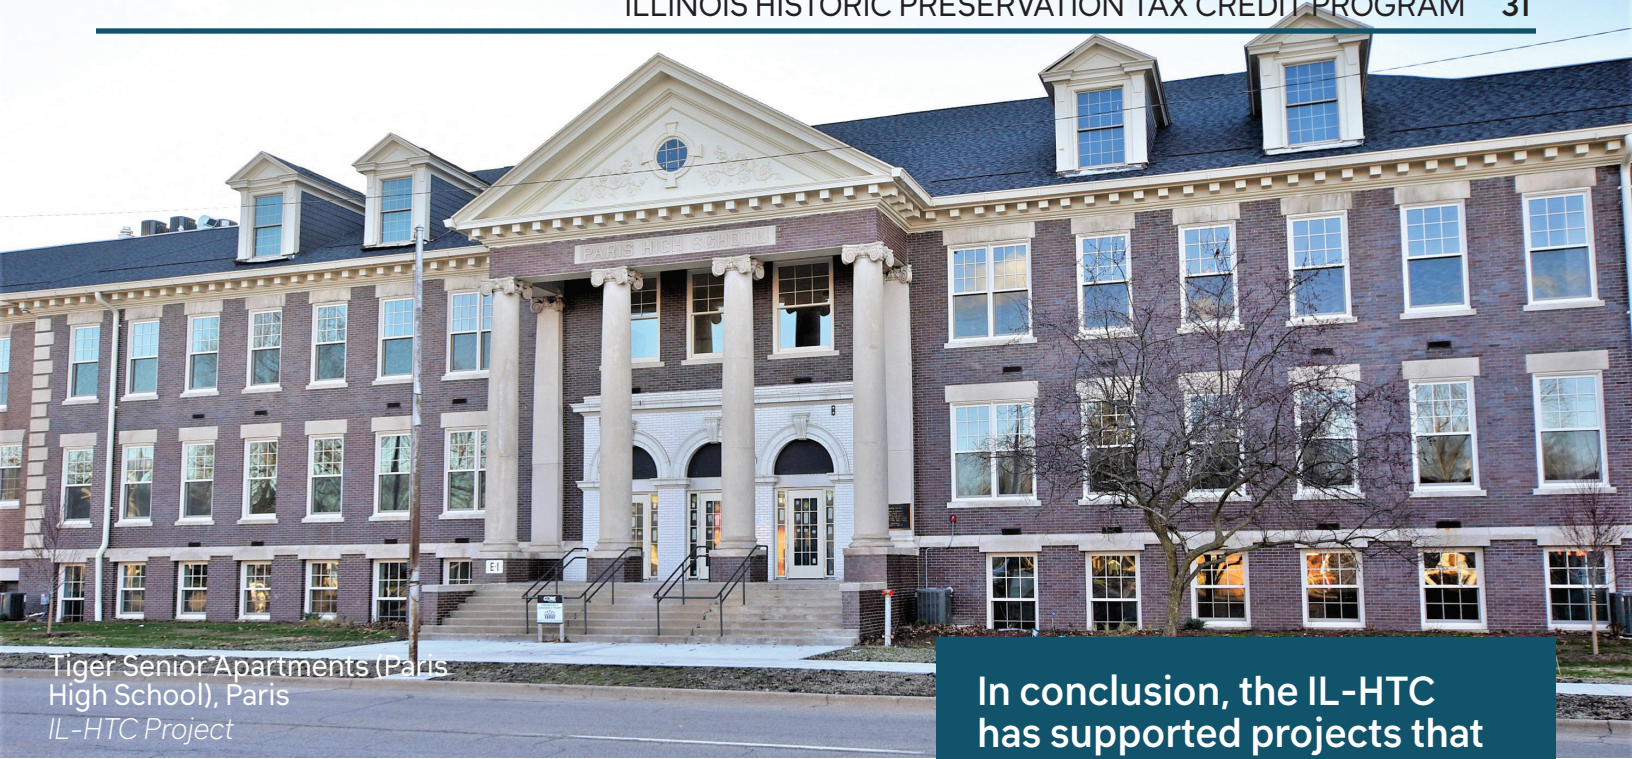 ILLINOIS HISTORIC PRESERVATION TAX CREDIT PROGRAM 31
PARIS HIGH SCHOOL
E-1
Tiger Senior Apartments (Paris
High School), Paris
IL-HTC Project
In conclusion, the IL-HTC
has supported projects that